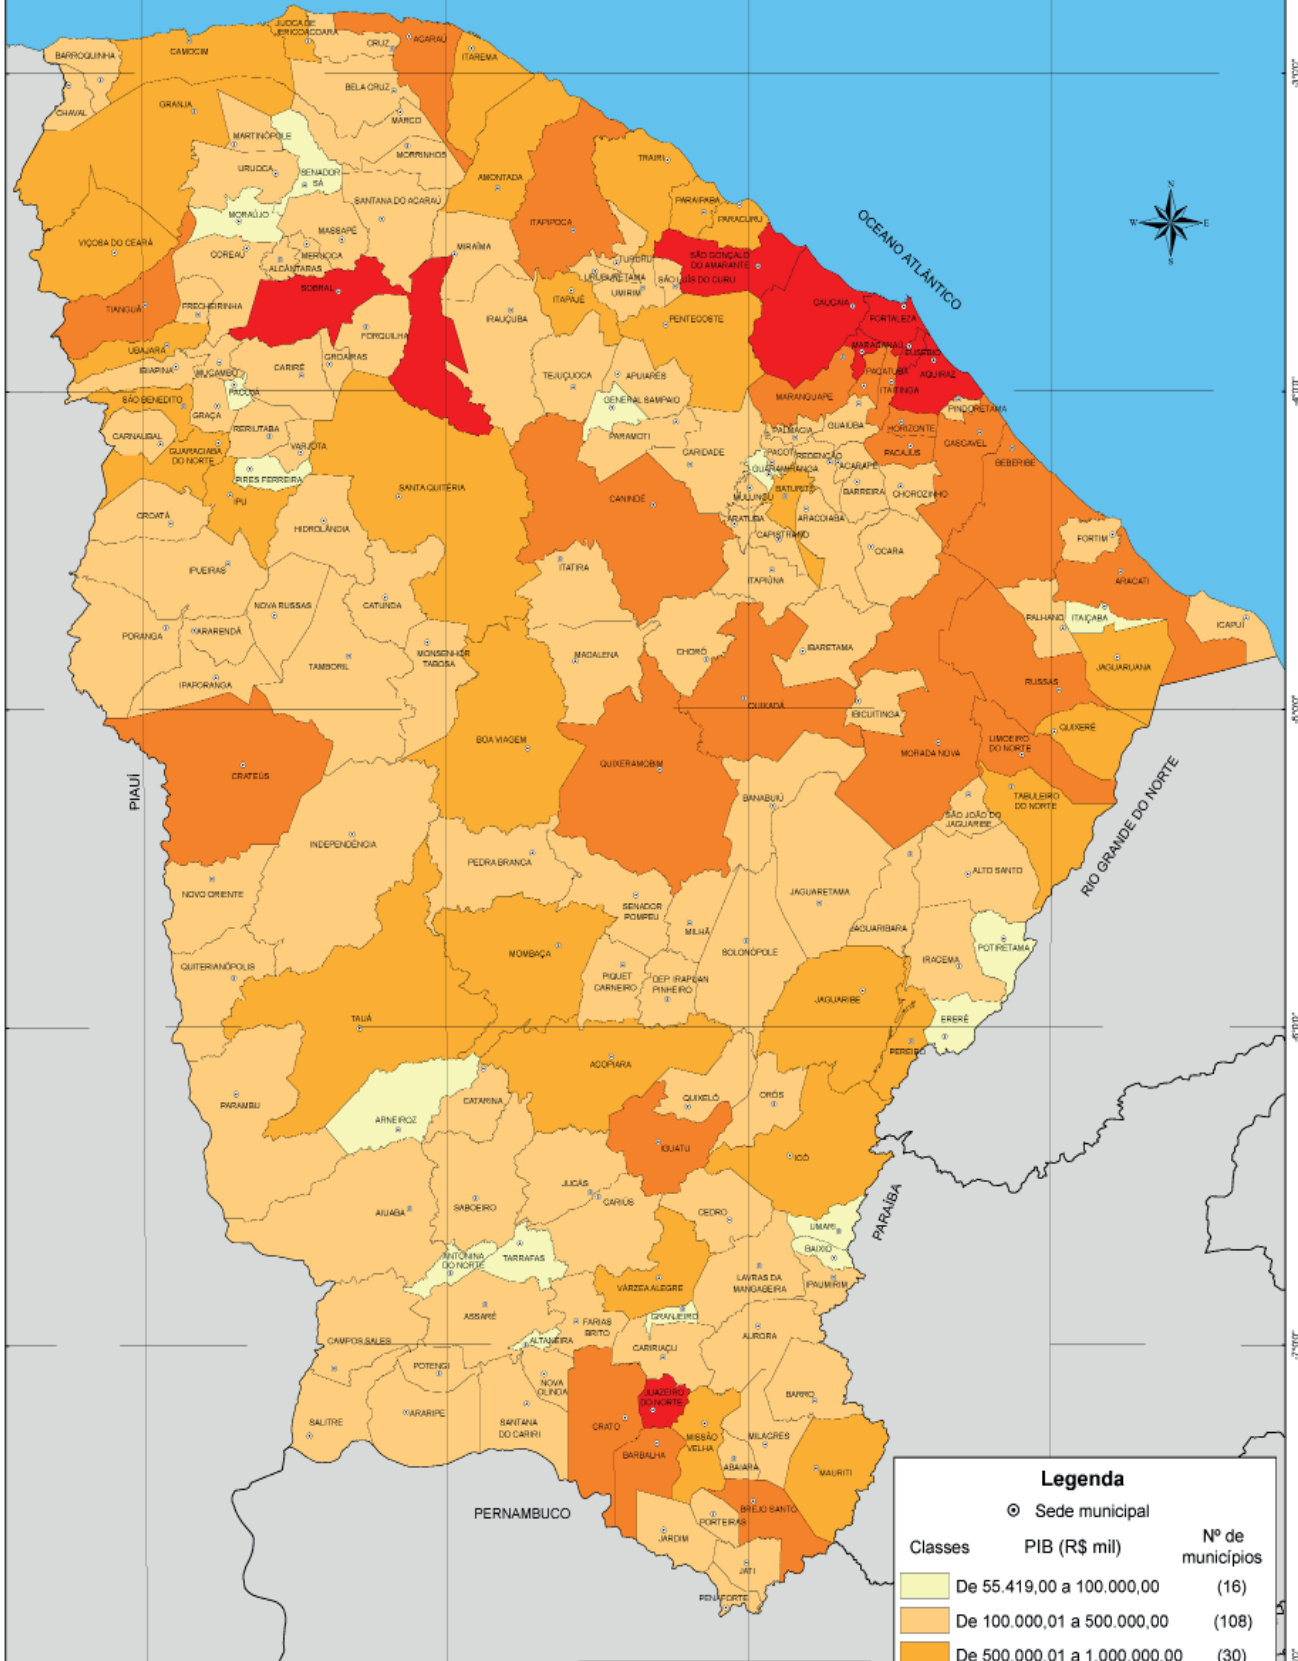 JIJOCA DE
JERICOACOARA
CRUZ
ACARAÚ
ITAREMA
CAMOCIM
BARROQUINHA
CHAVAL
BELA CRUZ
GRANJA
MARCO
MARTINÓPOLE
MORRINHOS
URUOCA
SENADOR
SÁ
AMONTADA
TRAIRI
SANTANA DO ACARAÚ
PARAIPABA
PARACURU
MORAÚJO
ITAPIPOCA
MASSAPÊ
VIÇOSA DO CEARÁ
COREAÚ
MERUOCA
ALCÂNTARAS
MIRAÍMA
TURURU
URUBURETAMA
UMIRIM
SÃO GONÇALO
DO AMARANTE
SÃO LUÍS DO CURU
OCEANO ATLÂNTICO
N
W
E
S
SOBRAL
TIANGUÁ
FRECHEIRINHA
FORQUILHA
IRAUÇUBA
ITAPAJÉ
PENTECOSTE
CAUCAIA
FORTALEZA
MARACANAÚ
EUSÉBIO
AQUIRAZ
PACATUBA
ITAITINGA
UBAJARA
IBIAPINA
MUCAMBO
CARIRÉ
GROAÍRAS
TEJUÇUOCA
APUIARÉS
MARANGUAPE
PINDORETAMA
SÃO BENEDITO
PACUJÁ
GRAÇA
GENERAL SAMPAIO
PARAMOTI
PALMÁCIA
GUAIÚBA
HORIZONTE
PACAJUS
CASCAVEL
BEBERIBE
CARNAUBAL
RERIUTABA
VARJOTA
GUARACIABA
DO NORTE
CARIDADE
PACOTI
REDENÇÃO
GUARAMIRANGA
ACARAPE
PIRES FERREIRA
IPU
SANTA QUITÉRIA
CANINDÉ
MULUNGU
BATURITÉ
BARREIRA
CHOROZINHO
CROATÁ
HIDROLÂNDIA
ARATUBA
ARACOIABA
CAPISTRANO
FORTIM
OCARA
IPUEIRAS
ITATIRA
ITAPIÚNA
ARACATI
NOVA RUSSAS
CATUNDA
PORANGA
ARARENDÁ
PALHANO
ITAIÇABA
ICAPUÍ
TAMBORIL
MONSENHOR
TABOSA
MADALENA
CHORÓ
IBARETAMA
JAGUARUANA
IPAPORANGA
RUSSAS
QUIXADÁ
IBICUITINGA
QUIXERÉ
PIAUÍ
CRATEÚS
BOA VIAGEM
QUIXERAMOBIM
MORADA NOVA
LIMOEIRO
DO NORTE
BANABUIÚ
TABULEIRO
DO NORTE
SÃO JOÃO DO
JAGUARIBE
RIO GRANDE DO NORTE
INDEPENDÊNCIA
PEDRA BRANCA
ALTO SANTO
NOVO ORIENTE
JAGUARETAMA
SENADOR
POMPEU
MILHÃ
JAGUARIBARA
POTIRETAMA
MOMBAÇA
SOLONÓPOLE
IRACEMA
QUITERIANÓPOLIS
PIQUET
CARNEIRO
DEP. IRAPUAN
PINHEIRO
JAGUARIBE
TAUÁ
ERERÊ
PEREIRO
ACOPIARA
PARAMBU
ARNEIROZ
CATARINA
QUIXELÔ
ORÓS
IGUATU
ICÓ
JUCÁS
CARIÚS
AIUABA
SABOEIRO
CEDRO
UMARI
BAIXIO
PARAÍBA
ANTONINA
DO NORTE
TARRAFAS
LAVRAS DA
MANGABEIRA
IPAUMIRIM
VÁRZEA ALEGRE
ASSARÉ
GRANJEIRO
FARIAS
BRITO
AURORA
CAMPOS SALES
ALTANEIRA
CARIRIAÇU
POTENGI
NOVA
OLINDA
JUAZEIRO
DO NORTE
BARRO
SALITRE
ARARIPE
SANTANA
DO CARIRI
CRATO
MISSÃO
VELHA
MILAGRES
BARBALHA
ABAIARA
MAURITI
PERNAMBUCO
BREJO SANTO
PORTEIRAS
JARDIM
JATI
PENAFORTE
Legenda
Sede municipal
Classes PIB (R$ mil) Nº de
municípios
De 55.419,00 a 100.000,00 (16)
De 100.000,01 a 500.000,00 (108)
De 500.000,01 a 1.000.000,00 (30)